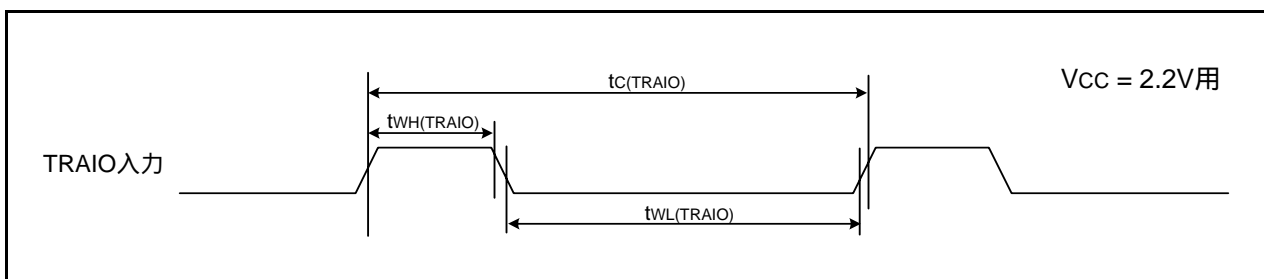 tC(TRAIO)
VCC = 2.2V用
tWH(TRAIO)
TRAIO入力
tWL(TRAIO)